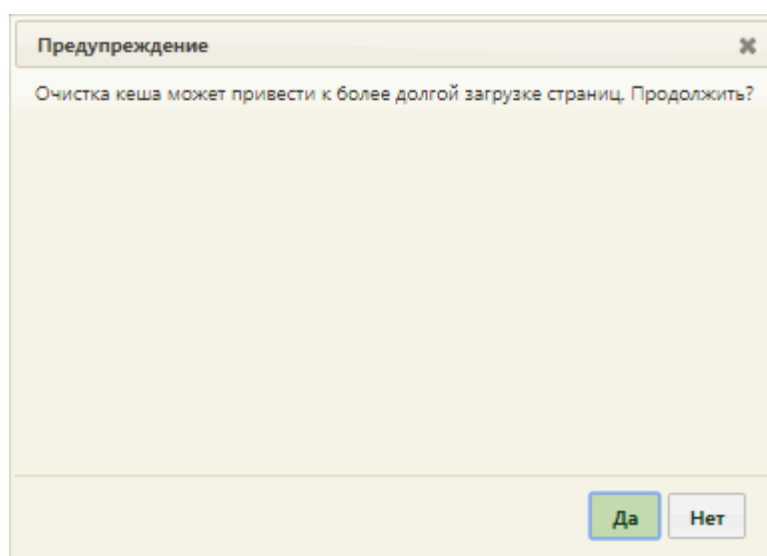 Предупреждение
Очистка кеша может привести к более долгой загрузке страниц. Продолжить?
Да Нет